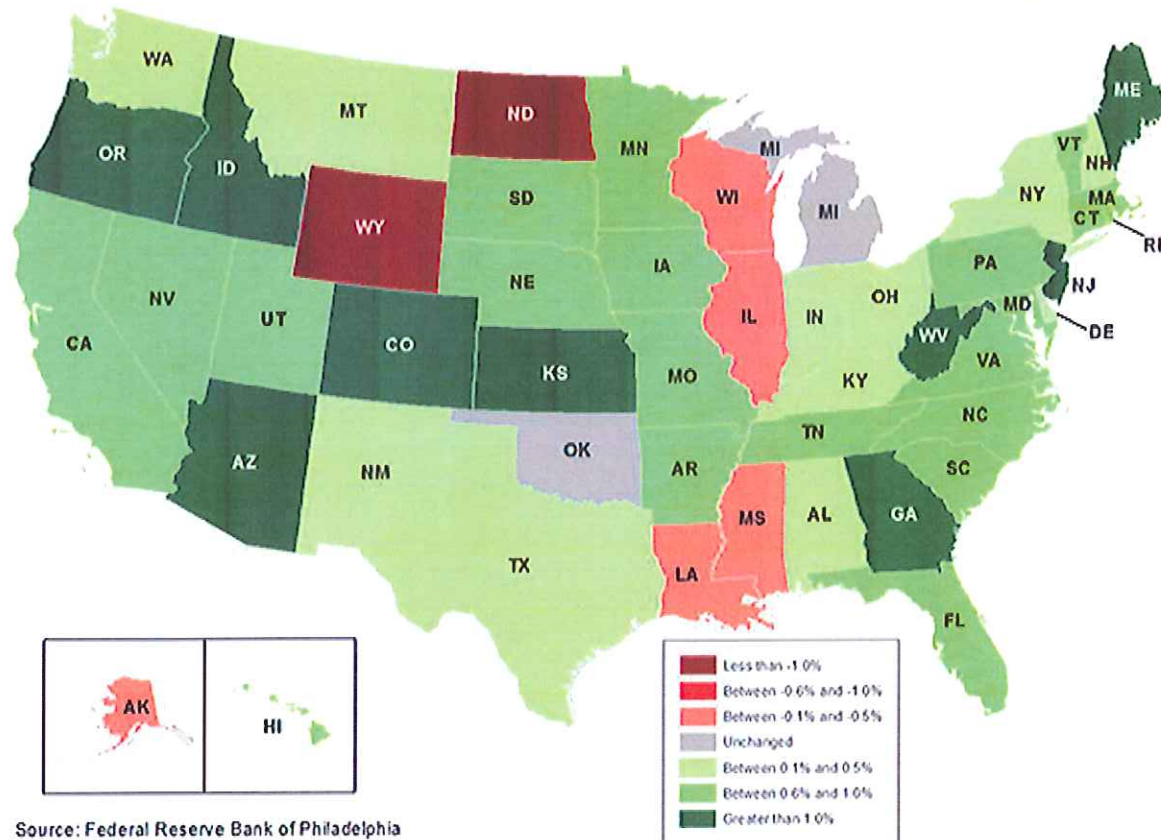 WA
MT
ND
MN
ME
OR
ID
SD
WI
MI
MI
VT
NH
NY
MA
CT
RI
WY
NE
IA
PA
NJ
NV
UT
CO
KS
IL
IN
OH
WV
MD
DE
CA
MO
KY
VA
NC
TN
AZ
NM
OK
AR
SC
MS
AL
GA
TX
LA
FL
AK
HI
Less than -1.0%
Between -0.6% and -1.0%
Between -0.1% and -0.5%
Unchanged
Between 0.1% and 0.5%
Between 0.6% and 1.0%
Greater than 1.0%
Source: Federal Reserve Bank of Philadelphia